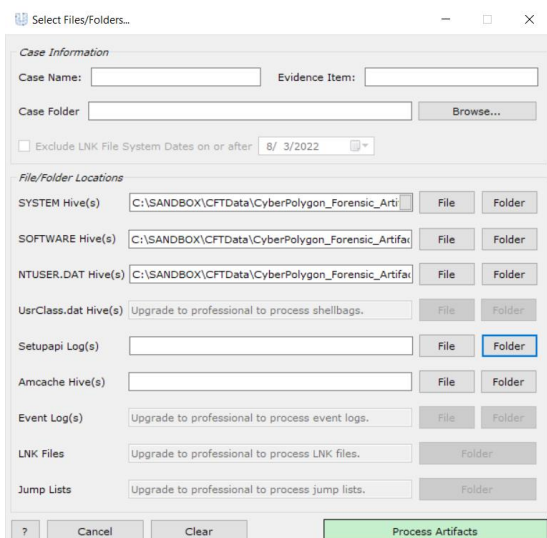 Select Files/Folders...
Case Information
Case Name: Evidence Item:
Case Folder Browse...
Exclude LNK File System Dates on or after 8/ 3/2022
File/Folder Locations
SYSTEM Hive(s) C:\SANDBOX\CFTData\CyberPolygon_Forensic_Arti File Folder
SOFTWARE Hive(s) C:\SANDBOX\CFTData\CyberPolygon_Forensic_Artifac File Folder
NTUSER.DAT Hive(s) C:\SANDBOX\CFTData\CyberPolygon_Forensic_Artifac File Folder
UsrClass.dat Hive(s) Upgrade to professional to process shellbags. File Folder
Setupapi Log(s) File Folder
Amcache Hive(s) File Folder
Event Log(s) Upgrade to professional to process event logs. File Folder
LNK Files Upgrade to professional to process LNK files. Folder
Jump Lists Upgrade to professional to process jump lists. Folder
? Cancel Clear Process Artifacts